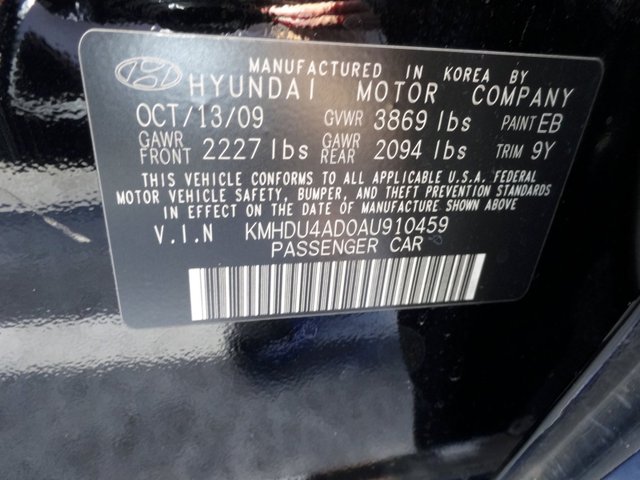 MANUFACTURED IN KOREA BY
HYUNDAI MOTOR COMPANY
OCT/13/09 GVWR 3869 lbs PAINT EB
GAWR FRONT 2227 lbs GAWR REAR 2094 lbs TRIM 9Y
THIS VEHICLE CONFORMS TO ALL APPLICABLE U.S.A. FEDERAL
MOTOR VEHICLE SAFETY, BUMPER, AND THEFT PREVENTION STANDARDS
IN EFFECT ON THE DATE OF MANUFACTURE SHOWN ABOVE
V.I.N KMHDU4AD0AU910459
PASSENGER CAR